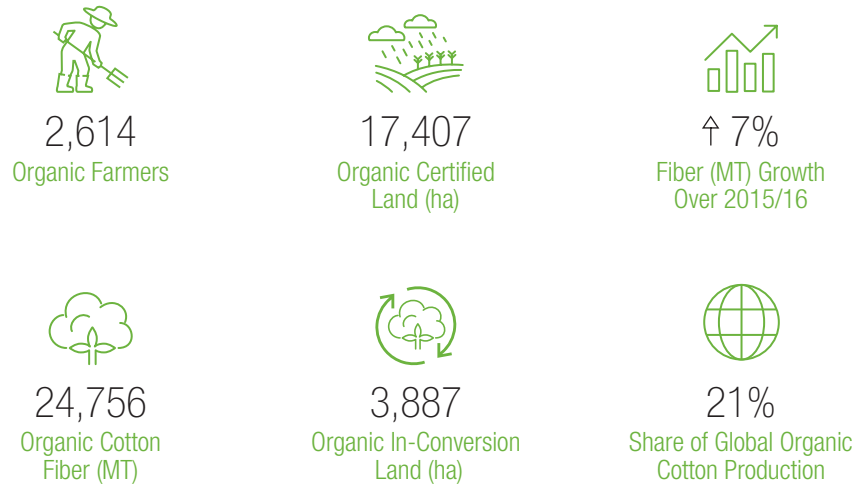 2,614
Organic Farmers
17,407
Organic Certified
Land (ha)
↑ 7%
Fiber (MT) Growth
Over 2015/16
24,756
Organic Cotton
Fiber (MT)
3,887
Organic In-Conversion
Land (ha)
21%
Share of Global Organic
Cotton Production